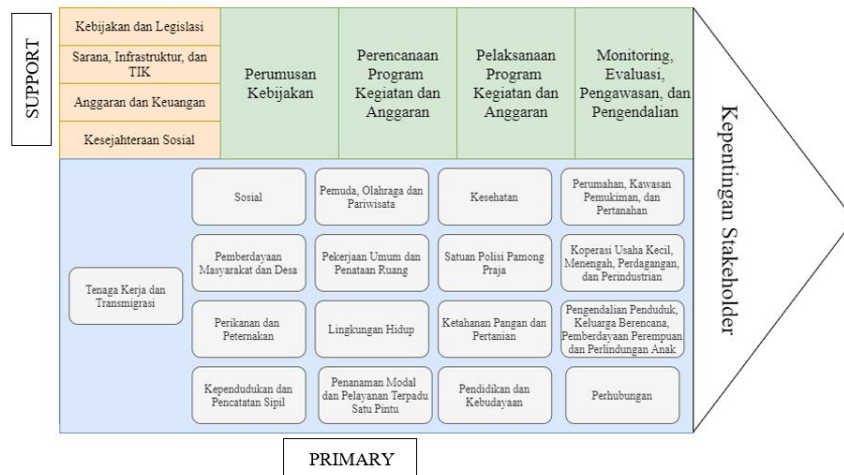 SUPPORT
Kebijakan dan Legislasi
Sarana, Infrastruktur, dan
TIK
Anggaran dan Keuangan
Kesejahteraan Sosial
Perumusan
Kebijakan
Perencanaan
Program
Kegiatan dan
Anggaran
Pelaksanaan
Program
Kegiatan dan
Anggaran
Monitoring,
Evaluasi,
Pengawasan, dan
Pengendalian
Kepentingan Stakeholder
Tenaga Kerja dan
Transmigrasi
Sosial
Pemuda, Olahraga dan
Pariwisata
Kesehatan
Perumahan, Kawasan
Pemukiman, dan
Pertanahan
Pemberdayaan
Masyarakat dan Desa
Pekerjaan Umum dan
Penataan Ruang
Satuan Polisi Pamong
Praja
Koperasi Usaha Kecil,
Menengah, Perdagangan,
dan Perindustrian
Perikanan dan
Peternakan
Lingkungan Hidup
Ketahanan Pangan dan
Pertanian
Pengendalian Penduduk,
Keluarga Berencana,
Pemberdayaan Perempuan
dan Perlindungan Anak
Kependudukan dan
Pencatatan Sipil
Penanaman Modal
dan Pelayanan Terpadu
Satu Pintu
Pendidikan dan
Kebudayaan
Perhubungan
PRIMARY